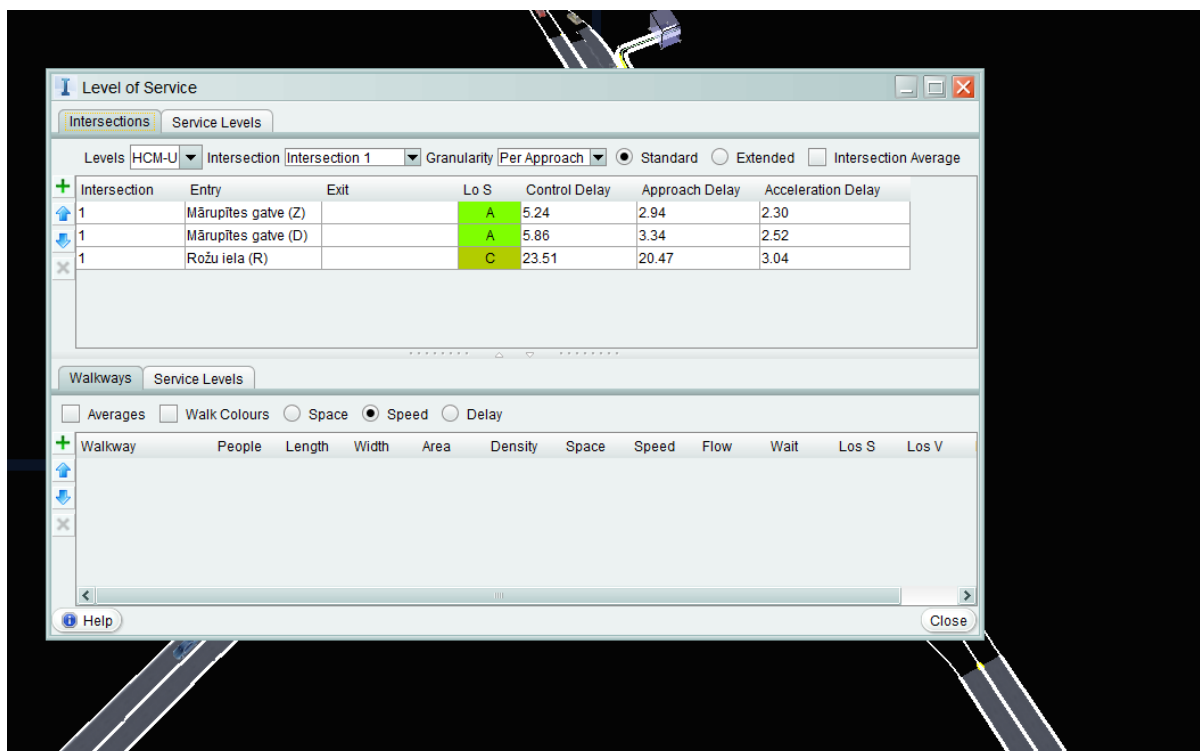 Level of Service
Intersections Service Levels
Levels HCM-U Intersection Intersection 1 Granularity Per Approach Standard Extended Intersection Average
Intersection Entry Exit Lo S Control Delay Approach Delay Acceleration Delay
1 Mārupītes gatve (Z) A 5.24 2.94 2.30
1 Mārupītes gatve (D) A 5.86 3.34 2.52
1 Rožu iela (R) C 23.51 20.47 3.04
Walkways Service Levels
Averages Walk Colours Space Speed Delay
Walkway People Length Width Area Density Space Speed Flow Wait Los S Los V
Help Close